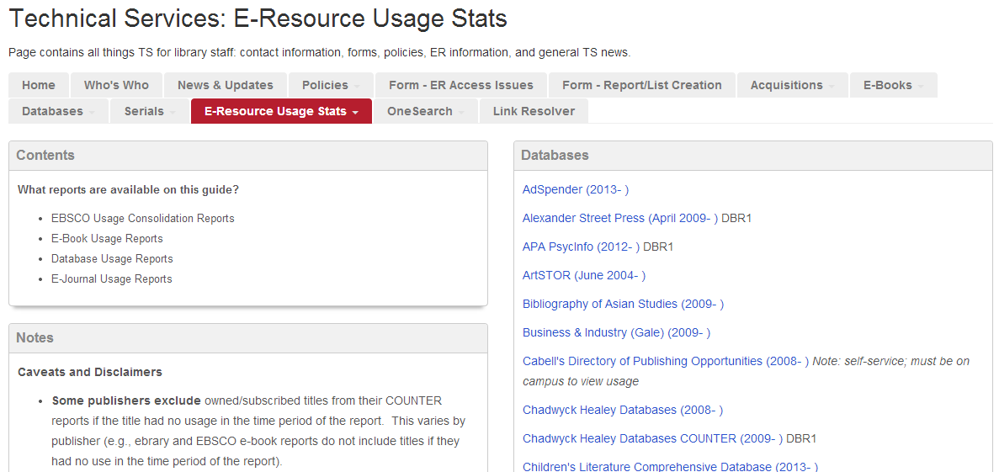 Technical Services: E-Resource Usage Stats
Page contains all things TS for library staff: contact information, forms, policies, ER information, and general TS news.
Home Who's Who News & Updates Policies Form - ER Access Issues Form - Report/List Creation Acquisitions E-Books
Databases Serials E-Resource Usage Stats OneSearch Link Resolver
Contents
What reports are available on this guide?
• EBSCO Usage Consolidation Reports
• E-Book Usage Reports
• Database Usage Reports
• E-Journal Usage Reports
Notes
Caveats and Disclaimers
• Some publishers exclude owned/subscribed titles from their COUNTER
reports if the title had no usage in the time period of the report. This varies by
publisher (e.g., ebrary and EBSCO e-book reports do not include titles if they
had no use in the time period of the report).
Databases
AdSpender (2013- )
Alexander Street Press (April 2009- ) DBR1
APA PsycInfo (2012- ) DBR1
ArtSTOR (June 2004- )
Bibliography of Asian Studies (2009- )
Business & Industry (Gale) (2009- )
Cabell's Directory of Publishing Opportunities (2008- ) Note: self-service; must be on
campus to view usage
Chadwyck Healey Databases (2008- )
Chadwyck Healey Databases COUNTER (2009- ) DBR1
Children's Literature Comprehensive Database (2013- )